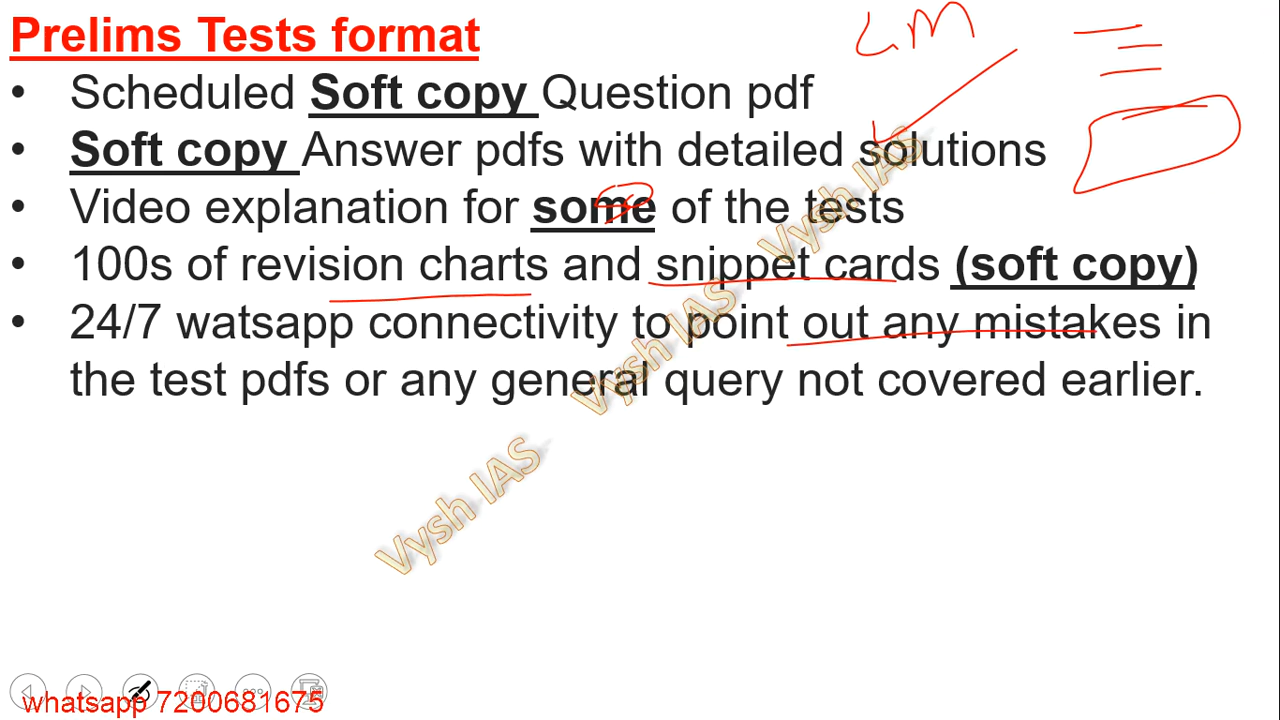 Prelims Tests format
• Scheduled Soft copy Question pdf
• Soft copy Answer pdfs with detailed solutions
• Video explanation for some of the tests
• 100s of revision charts and snippet cards (soft copy)
• 24/7 watsapp connectivity to point out any mistakes in
the test pdfs or any general query not covered earlier.
Vysh IAS
Vysh IAS
Vysh IAS
whatsapp 7200681675